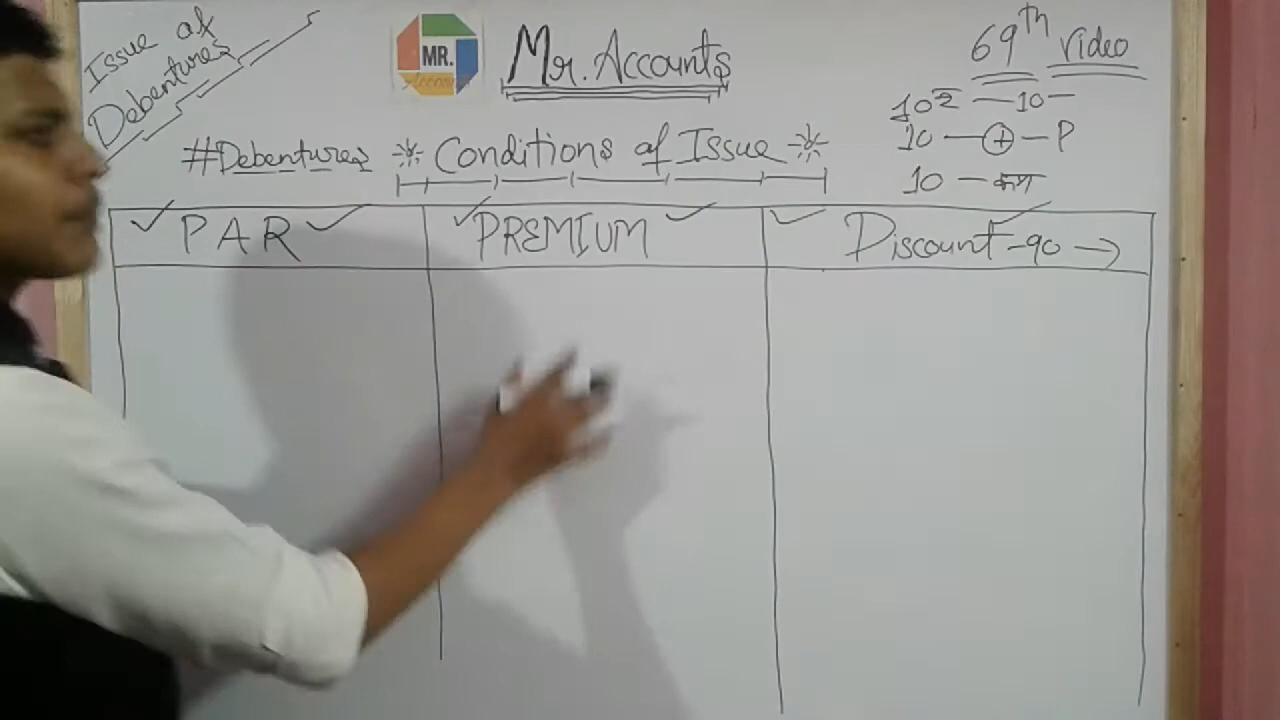 Issue of
Debentures
MR.
Accounts
Mr. Accounts
69th Video
10₹ — 10 —
10 — + — P
10 — कम
#Debentures Conditions of Issue
PAR
PREMIUM
Discount - 90 →